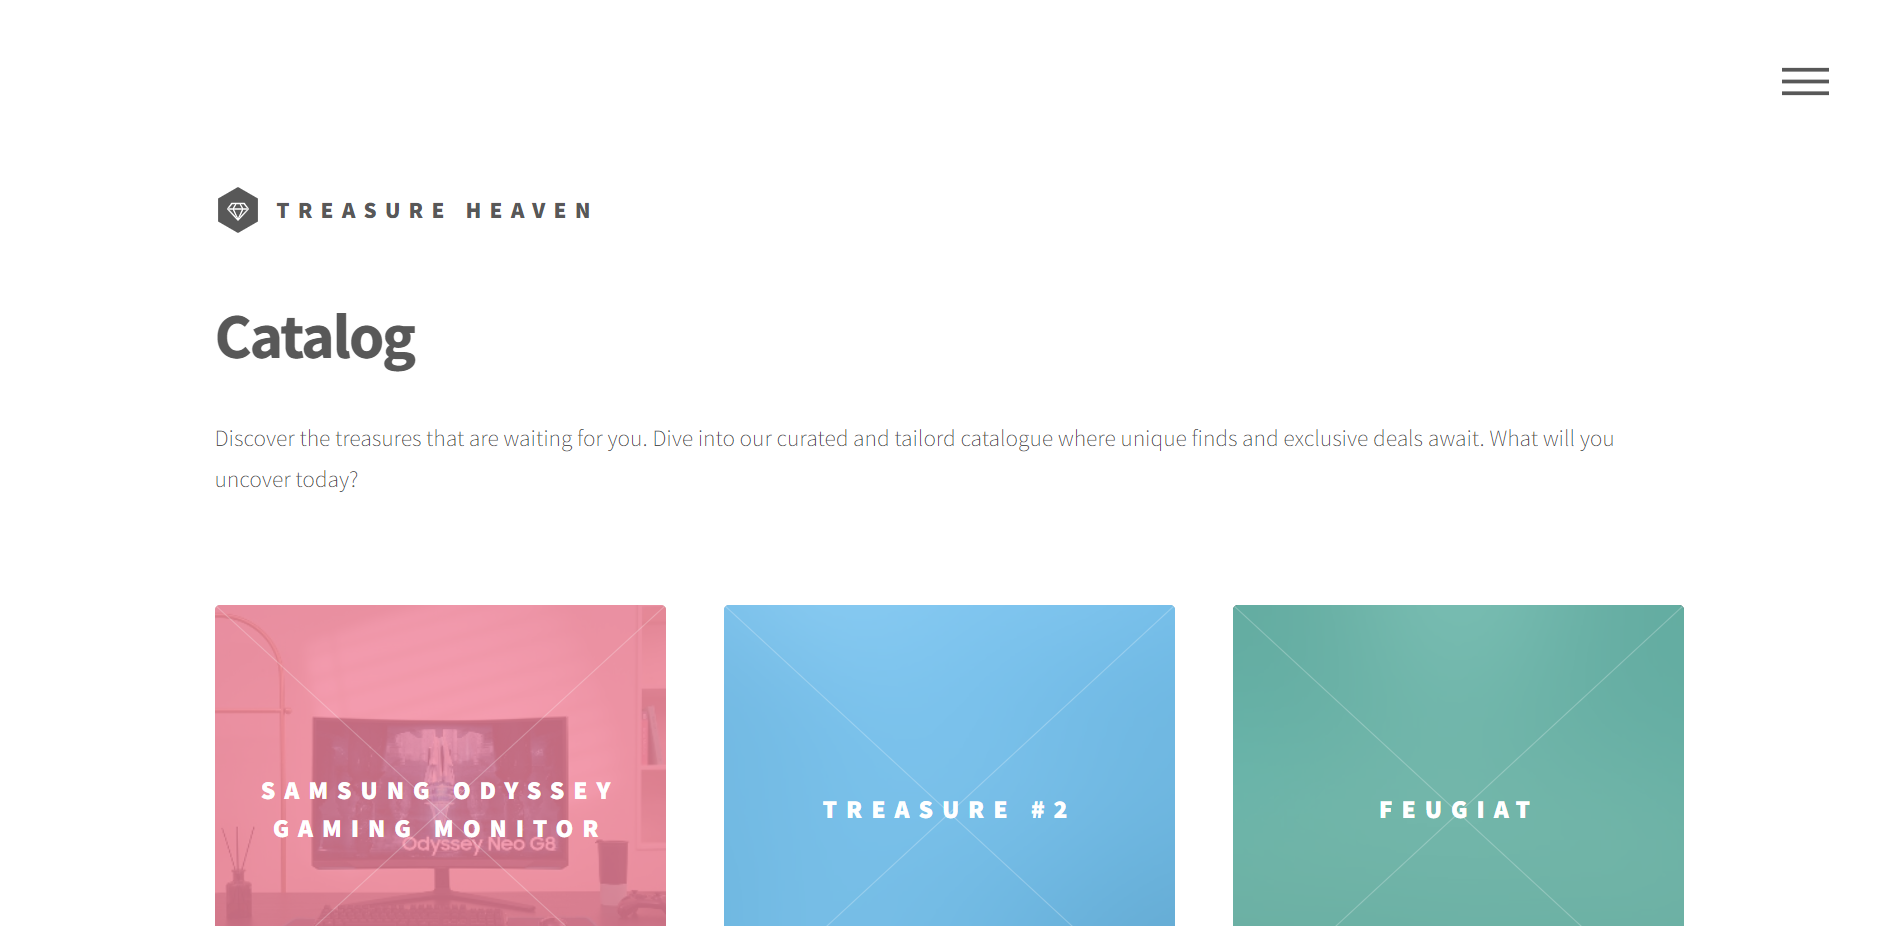 TREASURE HEAVEN
Catalog
Discover the treasures that are waiting for you. Dive into our curated and tailord catalogue where unique finds and exclusive deals await. What will you
uncover today?
SAMSUNG ODYSSEY
GAMING MONITOR
Odyssey Neo G8
TREASURE #2
FEUGIAT